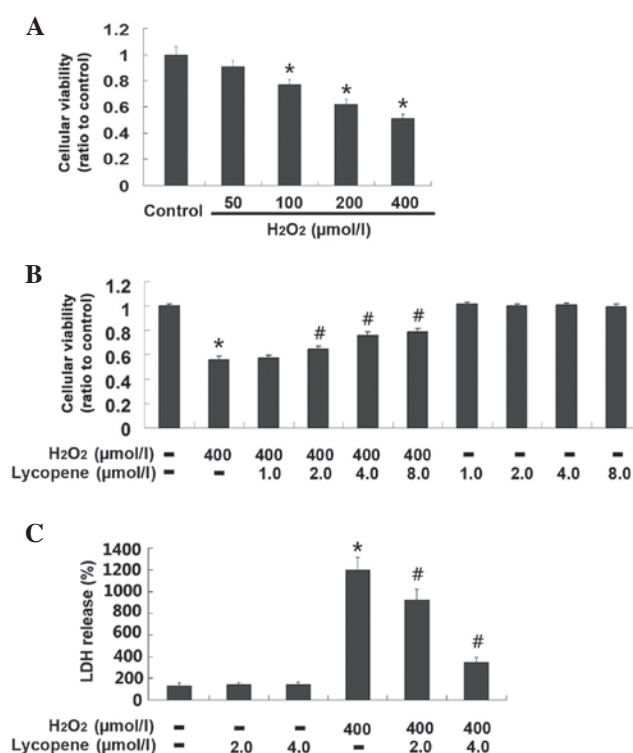 A
Cellular viability
(ratio to control)
1.2
1
0.8
0.6
0.4
0.2
0
* * *
Control 50 100 200 400
H2O2 (µmol/l)
B
Cellular viability
(ratio to control)
1.2
1
0.8
0.6
0.4
0.2
0
* # # #
H2O2 (µmol/l) - 400 400 400 400 400 - - - -
Lycopene (µmol/l) - - 1.0 2.0 4.0 8.0 1.0 2.0 4.0 8.0
C
LDH release (%)
1400
1200
1000
800
600
400
200
0
* # #
H2O2 (µmol/l) - - - 400 400 400
Lycopene (µmol/l) - 2.0 4.0 - 2.0 4.0